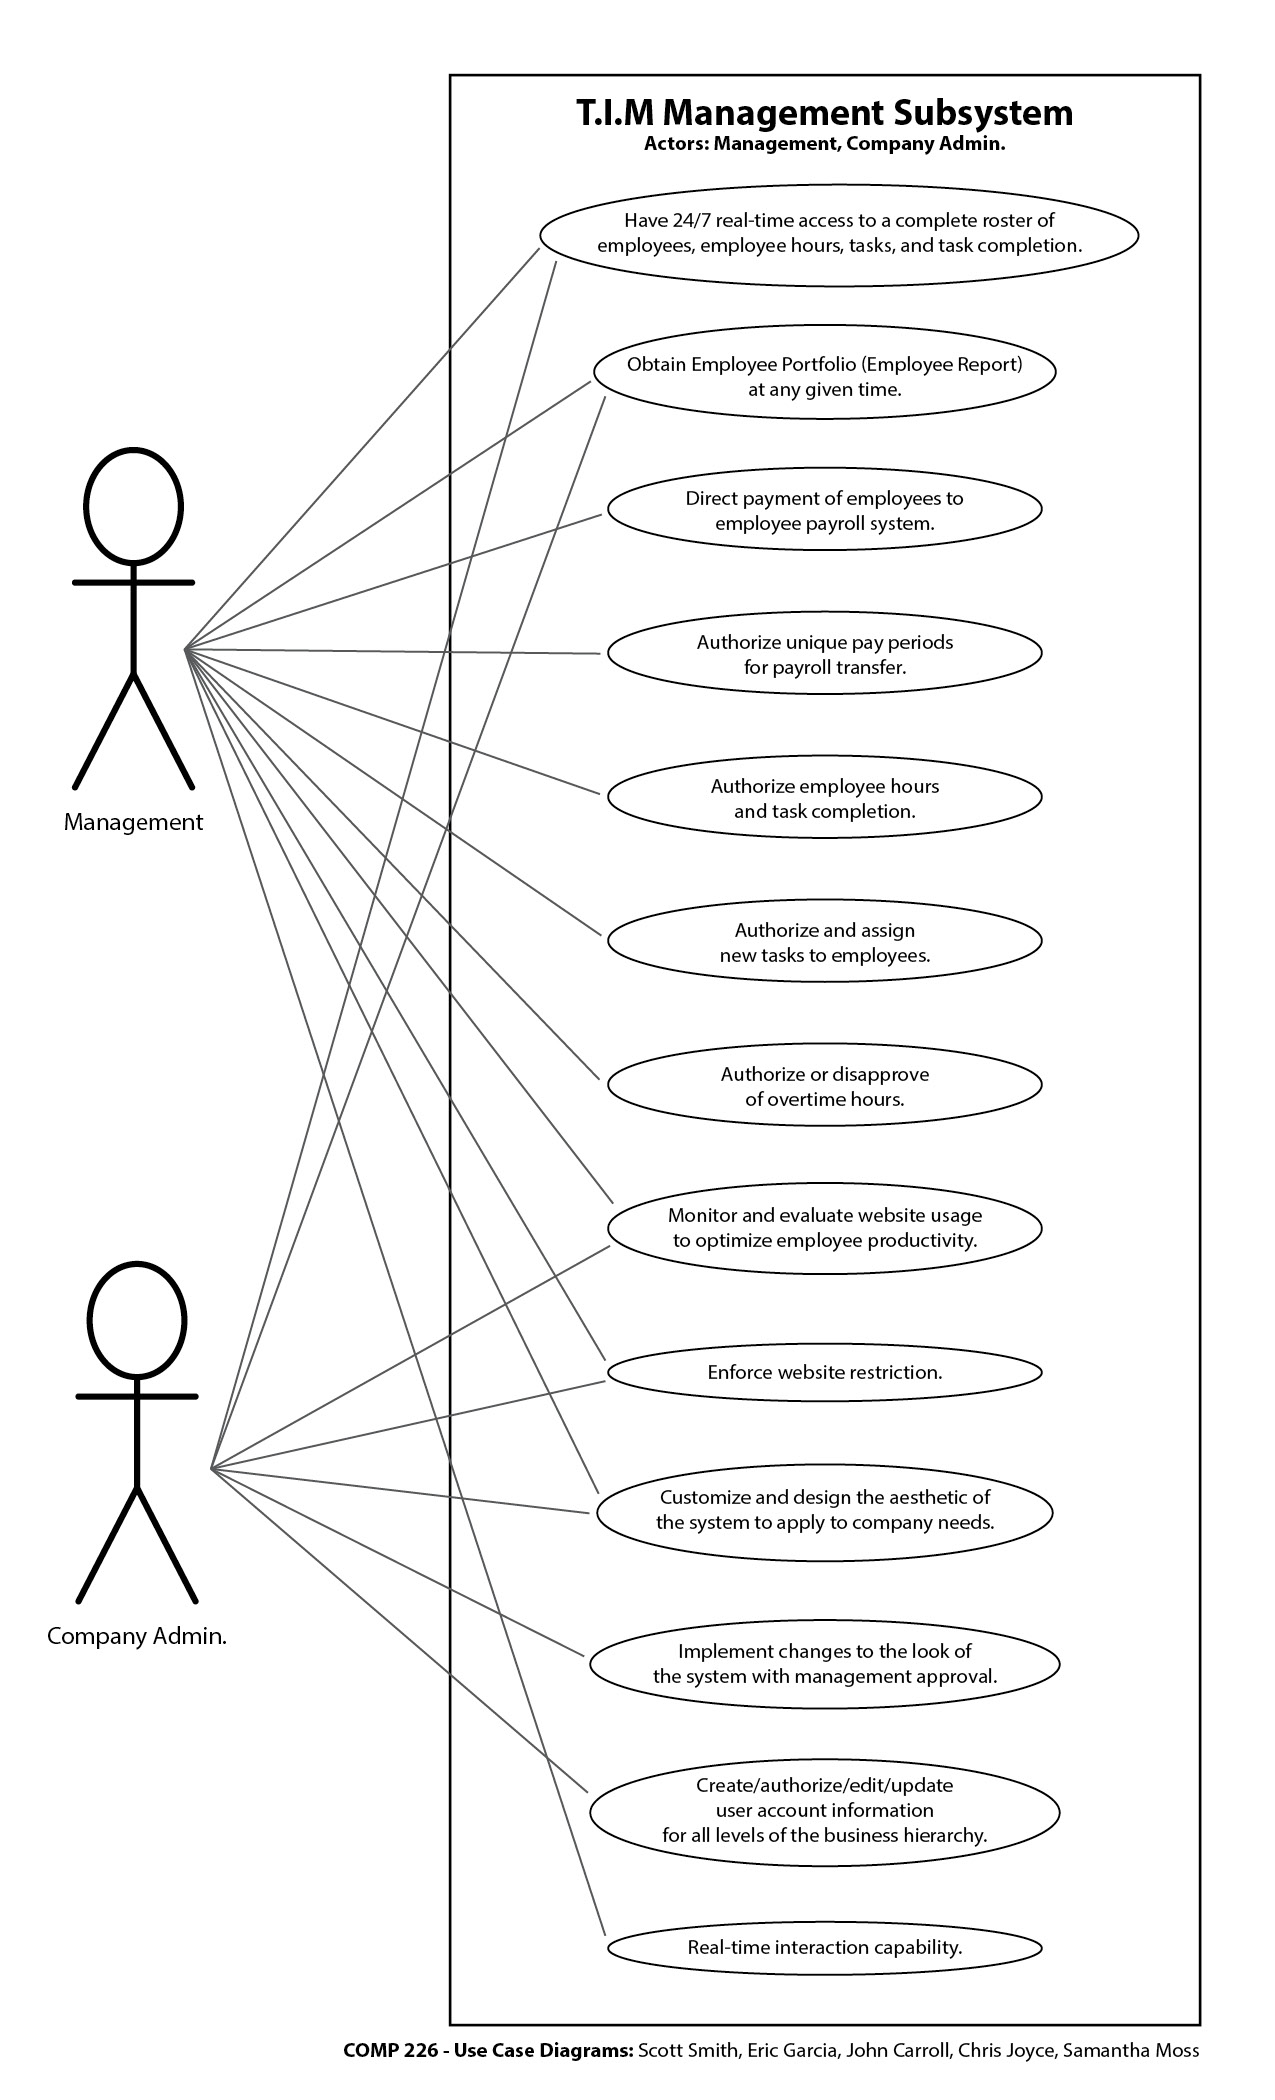 T.I.M Management Subsystem
Actors: Management, Company Admin.
Have 24/7 real-time access to a complete roster of
employees, employee hours, tasks, and task completion.
Obtain Employee Portfolio (Employee Report)
at any given time.
Direct payment of employees to
employee payroll system.
Authorize unique pay periods
for payroll transfer.
Management
Authorize employee hours
and task completion.
Authorize and assign
new tasks to employees.
Authorize or disapprove
of overtime hours.
Monitor and evaluate website usage
to optimize employee productivity.
Enforce website restriction.
Customize and design the aesthetic of
the system to apply to company needs.
Company Admin.
Implement changes to the look of
the system with management approval.
Create/authorize/edit/update
user account information
for all levels of the business hierarchy.
Real-time interaction capability.
COMP 226 - Use Case Diagrams: Scott Smith, Eric Garcia, John Carroll, Chris Joyce, Samantha Moss